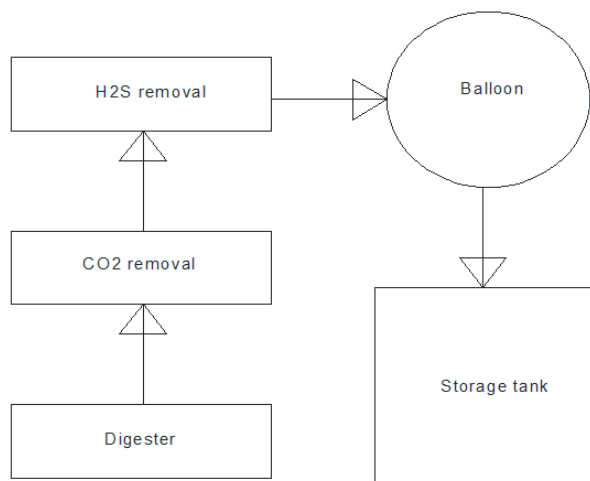 H2S removal
Balloon
CO2 removal
Storage tank
Digester